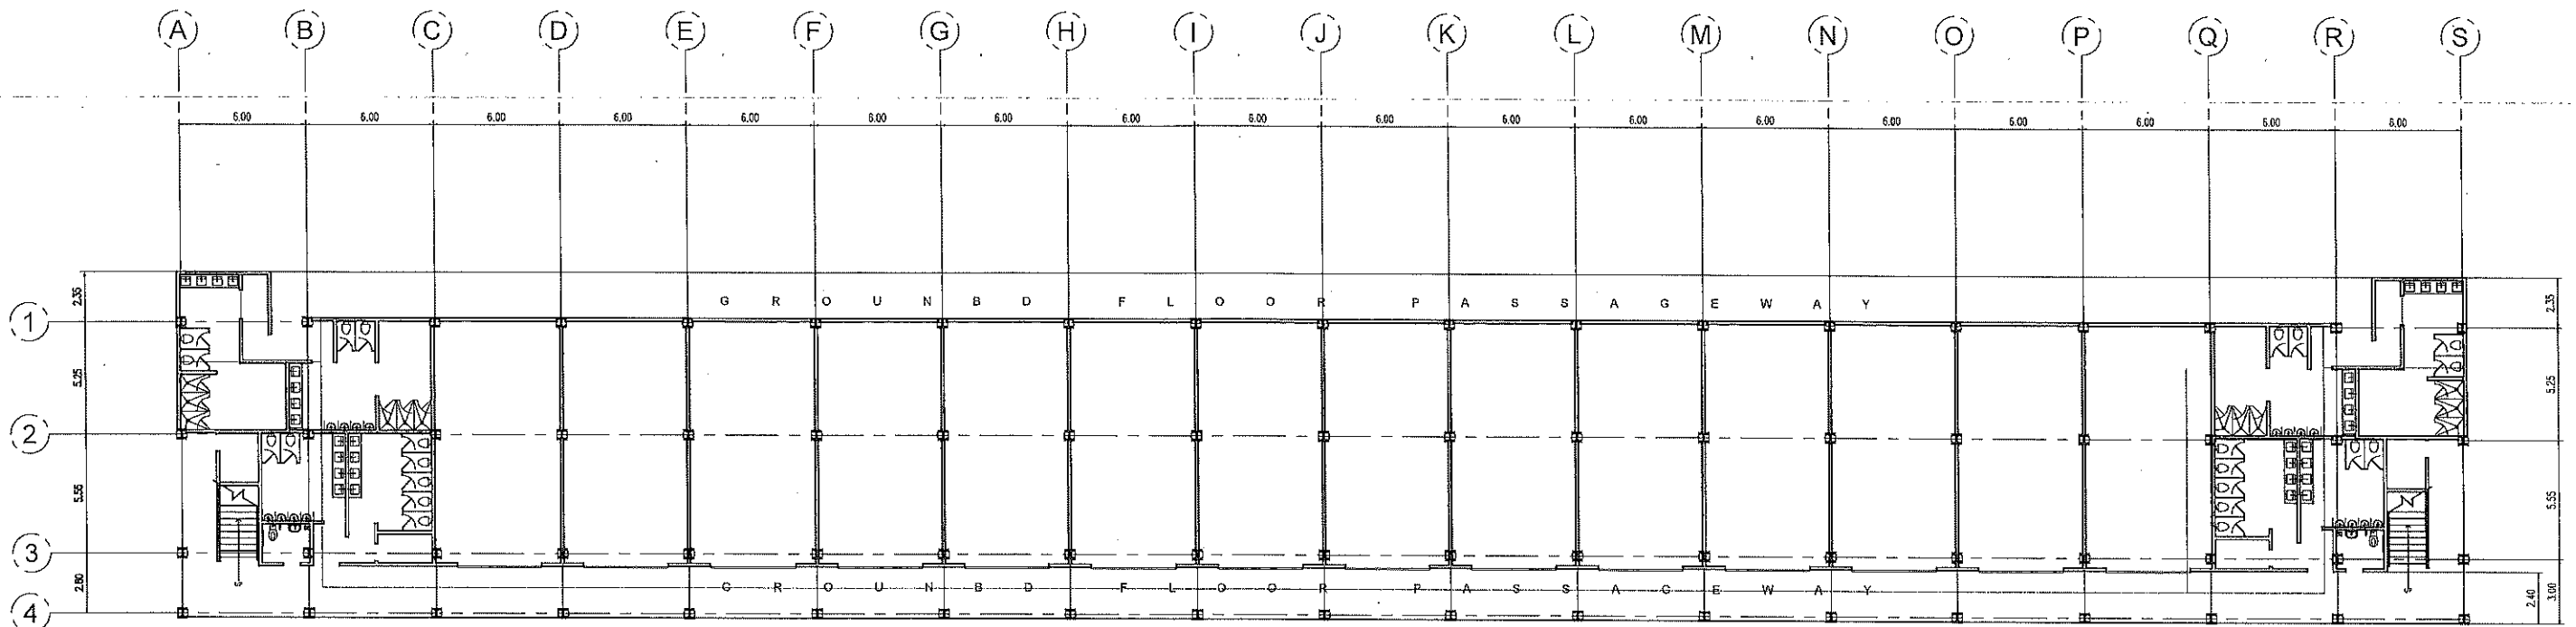 A B C D E F G H I J K L M N O P Q R S
6.00 6.00 6.00 6.00 6.00 6.00 6.00 6.00 6.00 6.00 6.00 6.00 6.00 6.00 6.00 6.00 6.00 6.00
2.35 G R O U N B D F L O O R P A S S A G E W A Y 2.35
1
5.25 5.25
2
5.55 5.55
3
2.80 G R O U N B D F L O O R P A S S A G E W A Y 2.40 3.00
4